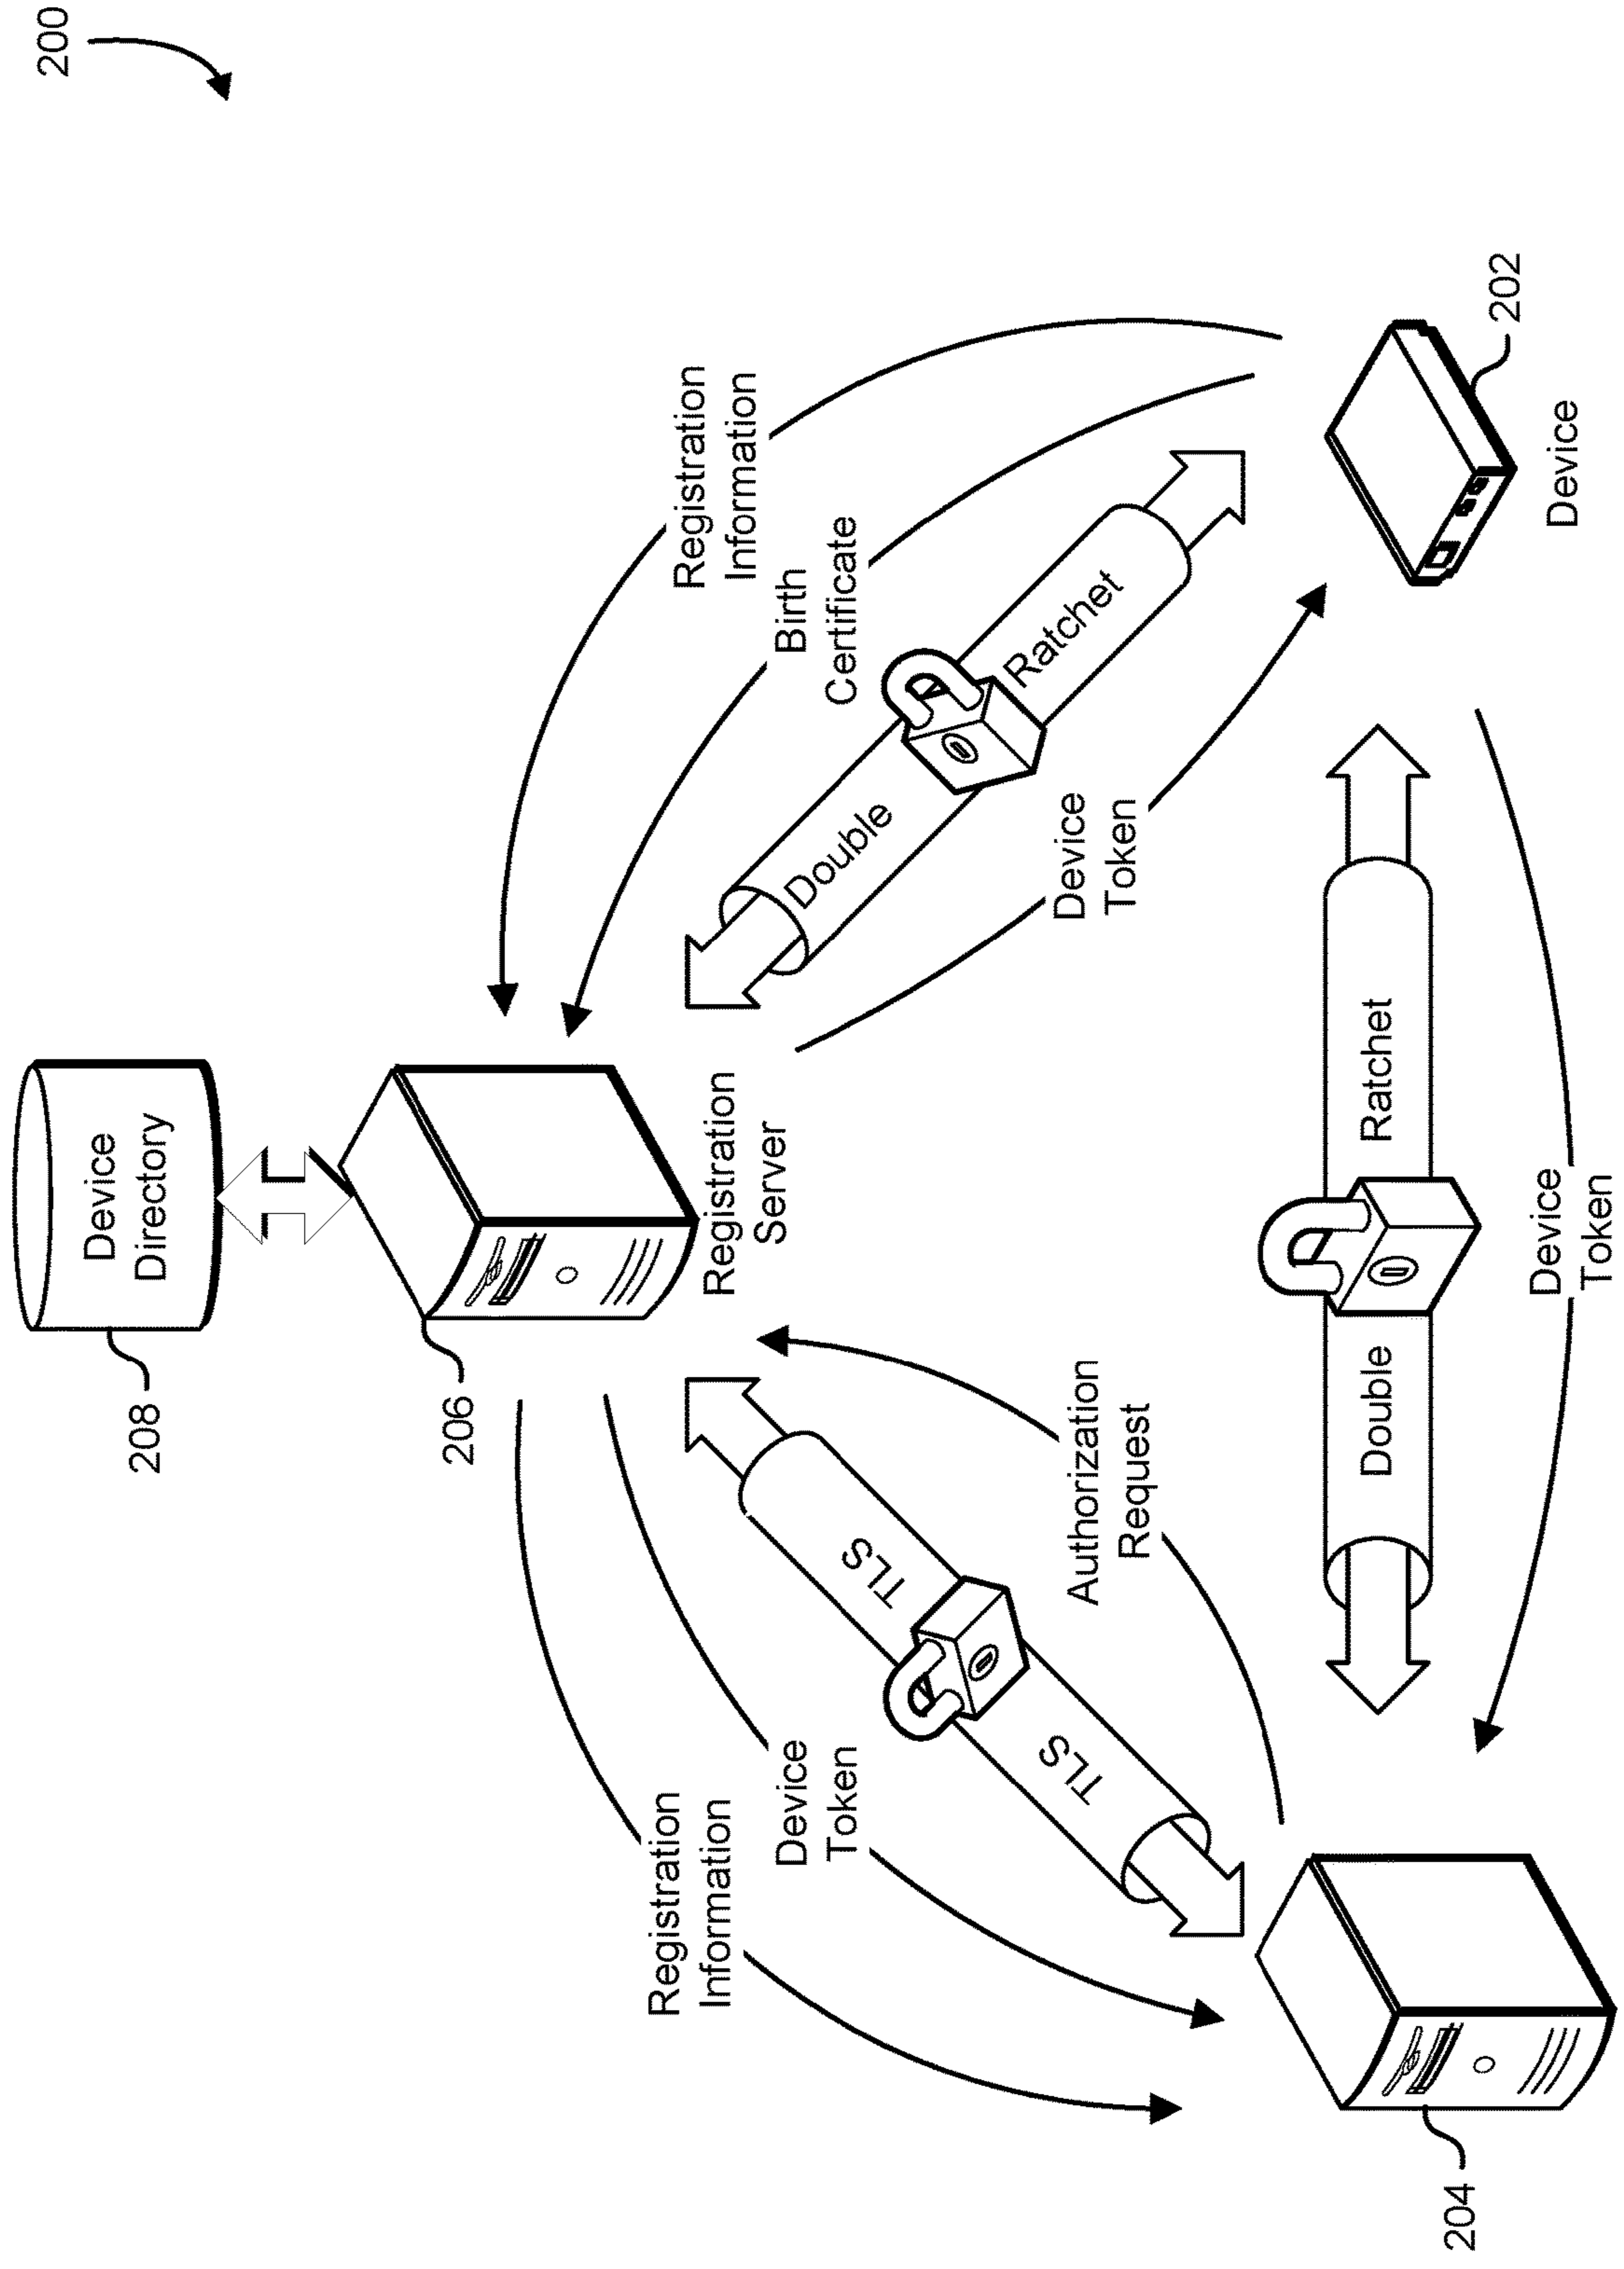 200
Device
Directory
208
206
Registration
Server
Registration
Information
Birth
Certificate
Double
Ratchet
Device
Token
Registration
Information
Device
Token
TLS
TLS
Authorization
Request
202
Device
Double
Ratchet
Device
Token
204